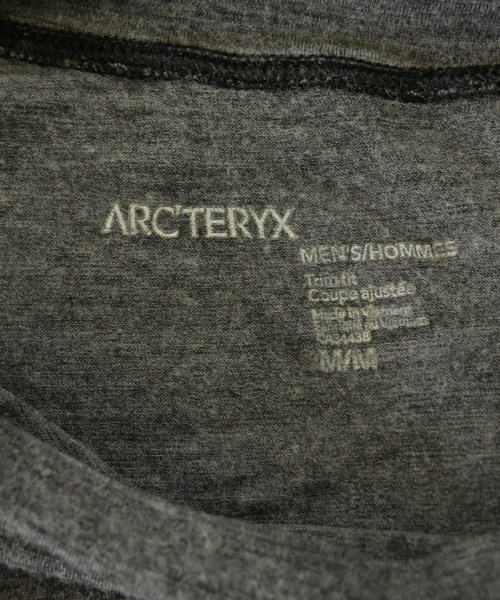 ARC'TERYX
MEN'S/HOMMES
Trim fit
Coupe ajustée
Made in Vietnam
Fabriqué au Vietnam
M/M